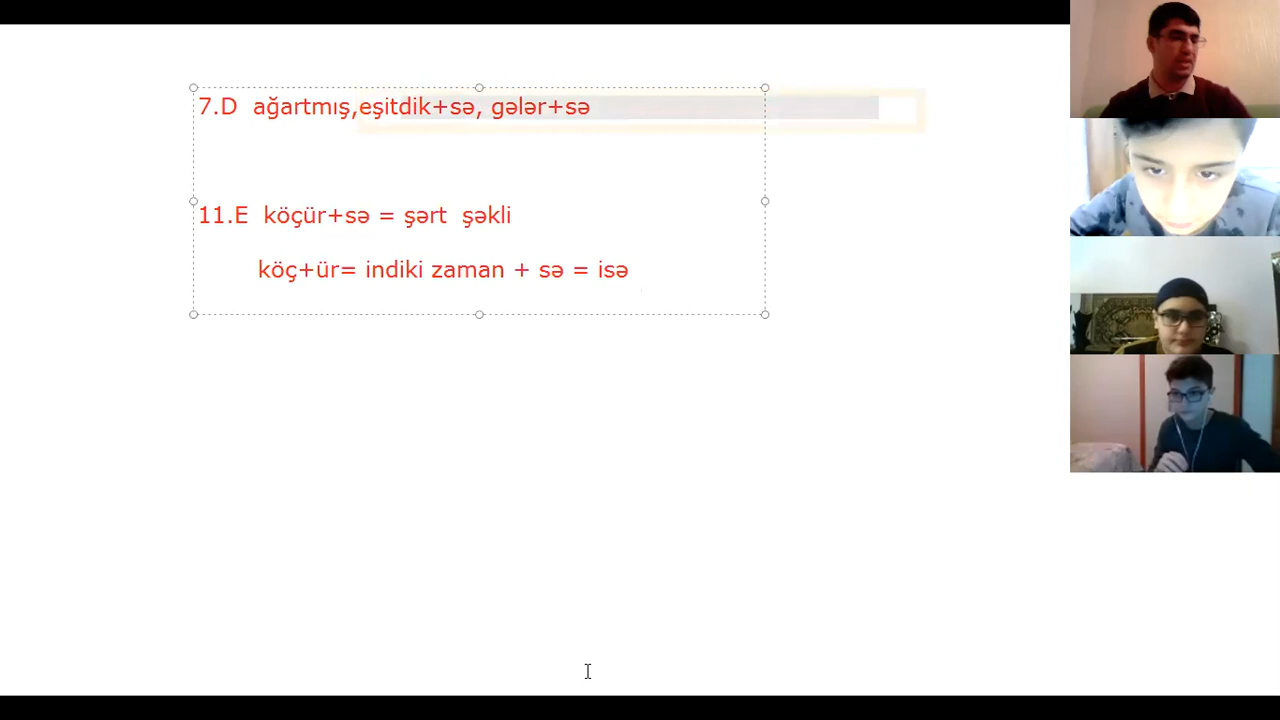 7.D ağartmış,eşitdik+sə, gələr+sə
11.E köçür+sə = şərt şəkli
köç+ür= indiki zaman + sə = isə